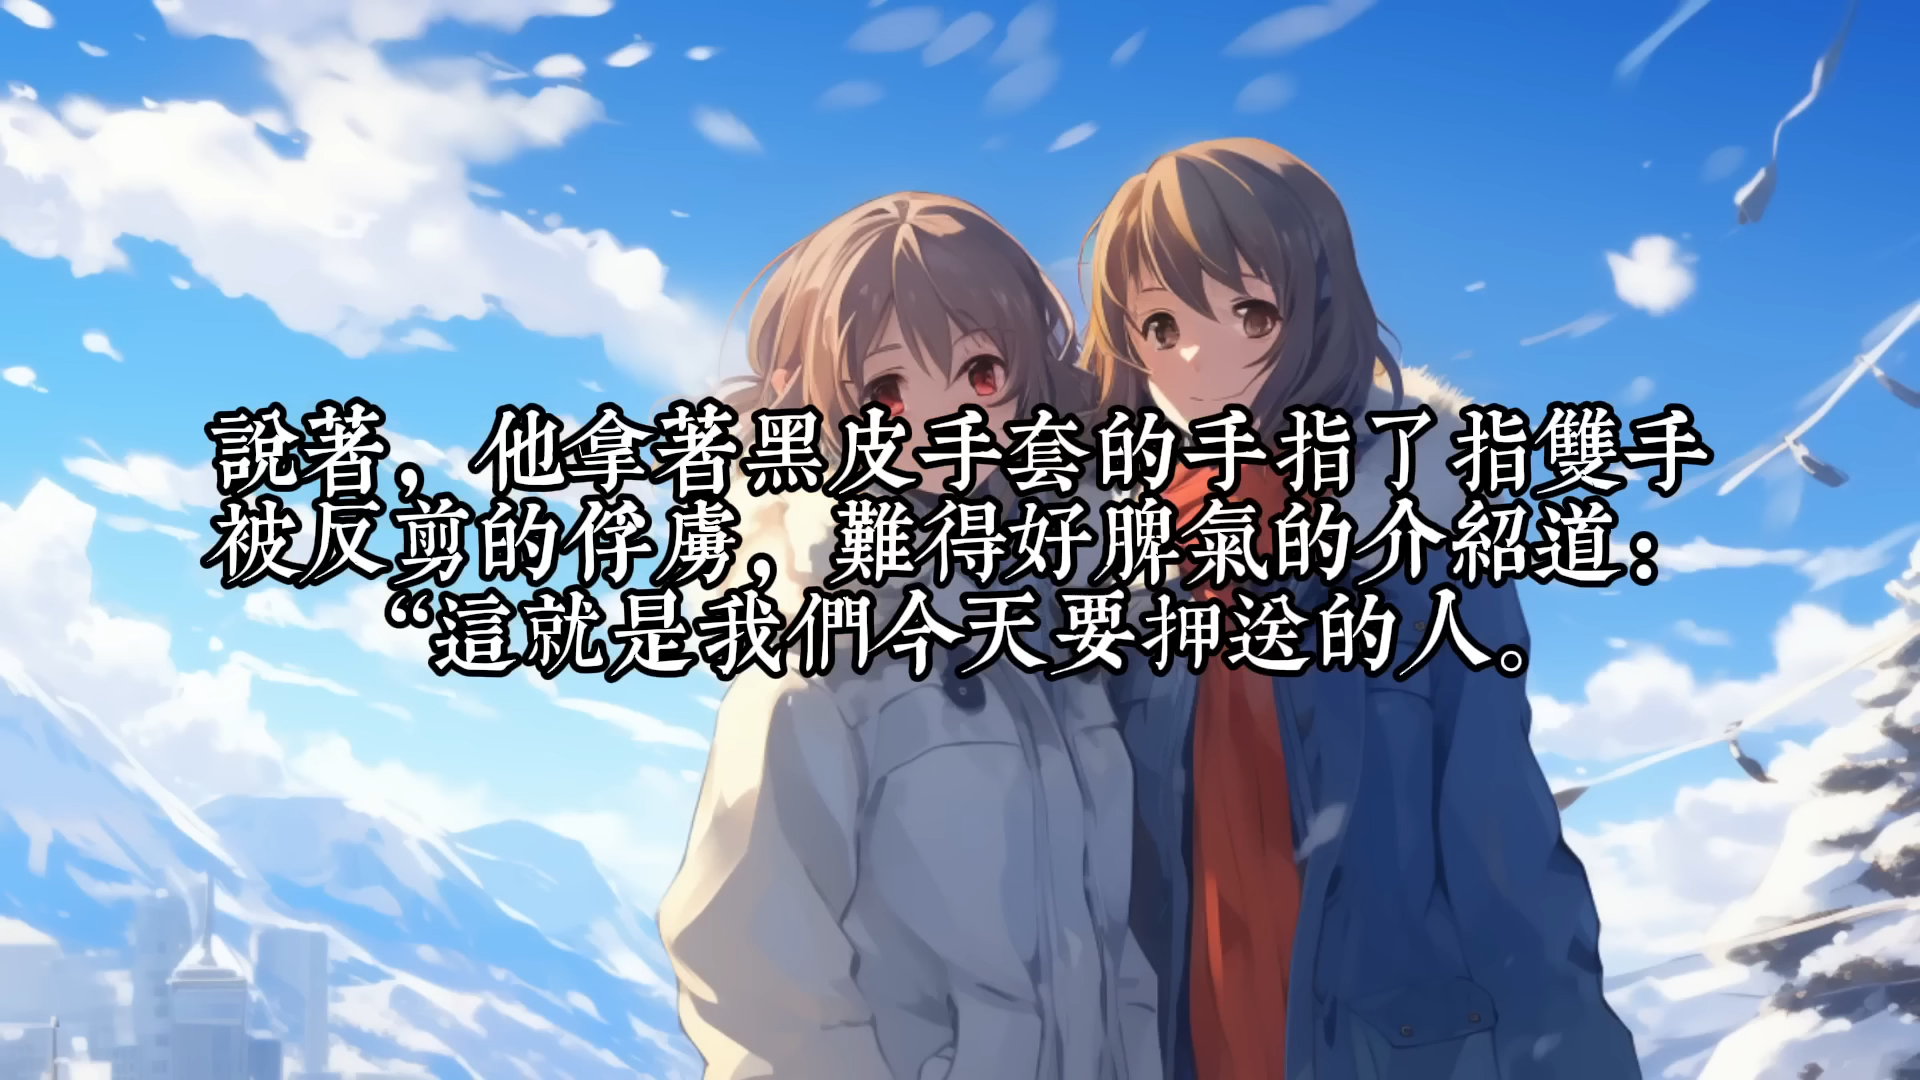 說著，他拿著黑皮手套的手指了指雙手
被反剪的俘虜，難得好脾氣的介紹道：
“這就是我們今天要押送的人。